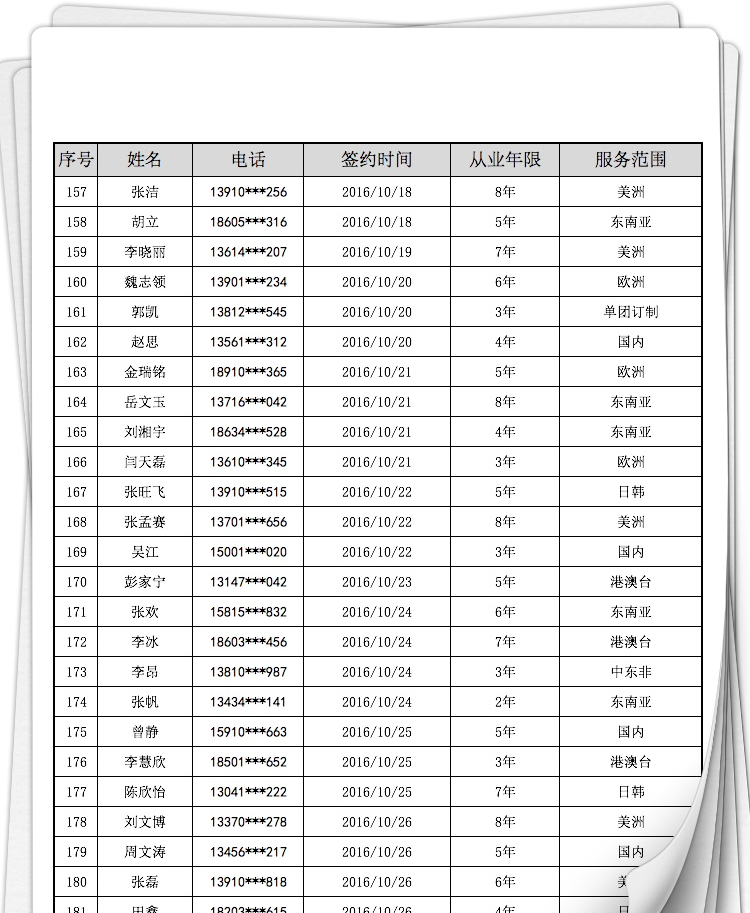 序号 姓名 电话 签约时间 从业年限 服务范围
157 张洁 13910***256 2016/10/18 8年 美洲
158 胡立 18605***316 2016/10/18 5年 东南亚
159 李晓丽 13614***207 2016/10/19 7年 美洲
160 魏志领 13901***234 2016/10/20 6年 欧洲
161 郭凯 13812***545 2016/10/20 3年 单团订制
162 赵思 13561***312 2016/10/20 4年 国内
163 金瑞铭 18910***365 2016/10/21 5年 欧洲
164 岳文玉 13716***042 2016/10/21 8年 东南亚
165 刘湘宇 18634***528 2016/10/21 4年 东南亚
166 闫天磊 13610***345 2016/10/21 3年 欧洲
167 张旺飞 13910***515 2016/10/22 5年 日韩
168 张孟赛 13701***656 2016/10/22 8年 美洲
169 吴江 15001***020 2016/10/22 3年 国内
170 彭家宁 13147***042 2016/10/23 5年 港澳台
171 张欢 15815***832 2016/10/24 6年 东南亚
172 李冰 18603***456 2016/10/24 7年 港澳台
173 李昂 13810***987 2016/10/24 3年 中东非
174 张帆 13434***141 2016/10/24 2年 东南亚
175 曾静 15910***663 2016/10/25 5年 国内
176 李慧欣 18501***652 2016/10/25 3年 港澳台
177 陈欣怡 13041***222 2016/10/25 7年 日韩
178 刘文博 13370***278 2016/10/26 8年 美洲
179 周文涛 13456***217 2016/10/26 5年 国内
180 张磊 13910***818 2016/10/26 6年
181 田鑫 18203***615 2016/10/26 4年